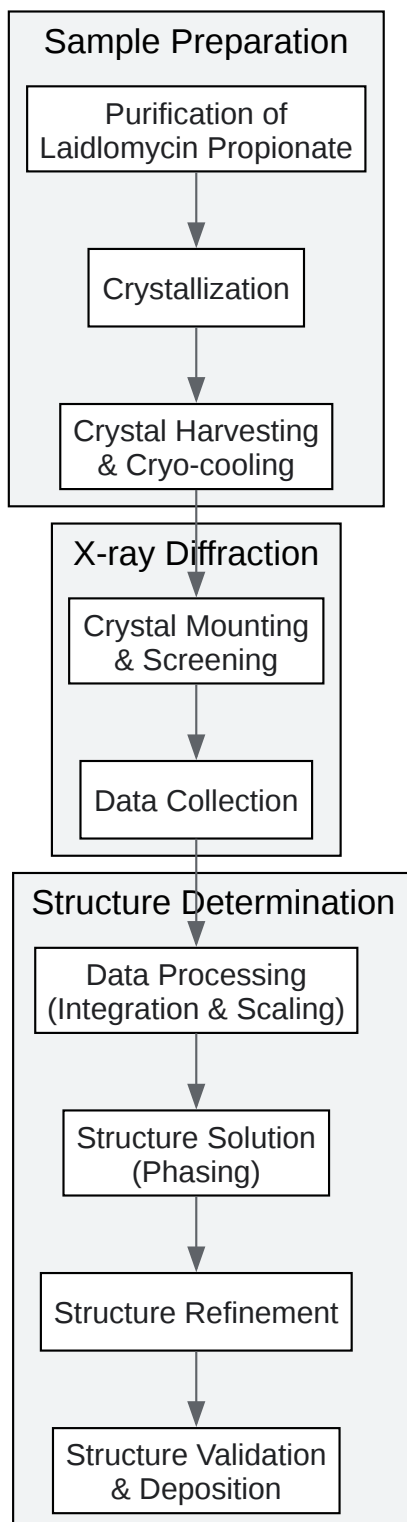 Sample Preparation
Purification of
Laidlomycin Propionate
Crystallization
Crystal Harvesting
& Cryo-cooling
X-ray Diffraction
Crystal Mounting
& Screening
Data Collection
Structure Determination
Data Processing
(Integration & Scaling)
Structure Solution
(Phasing)
Structure Refinement
Structure Validation
& Deposition